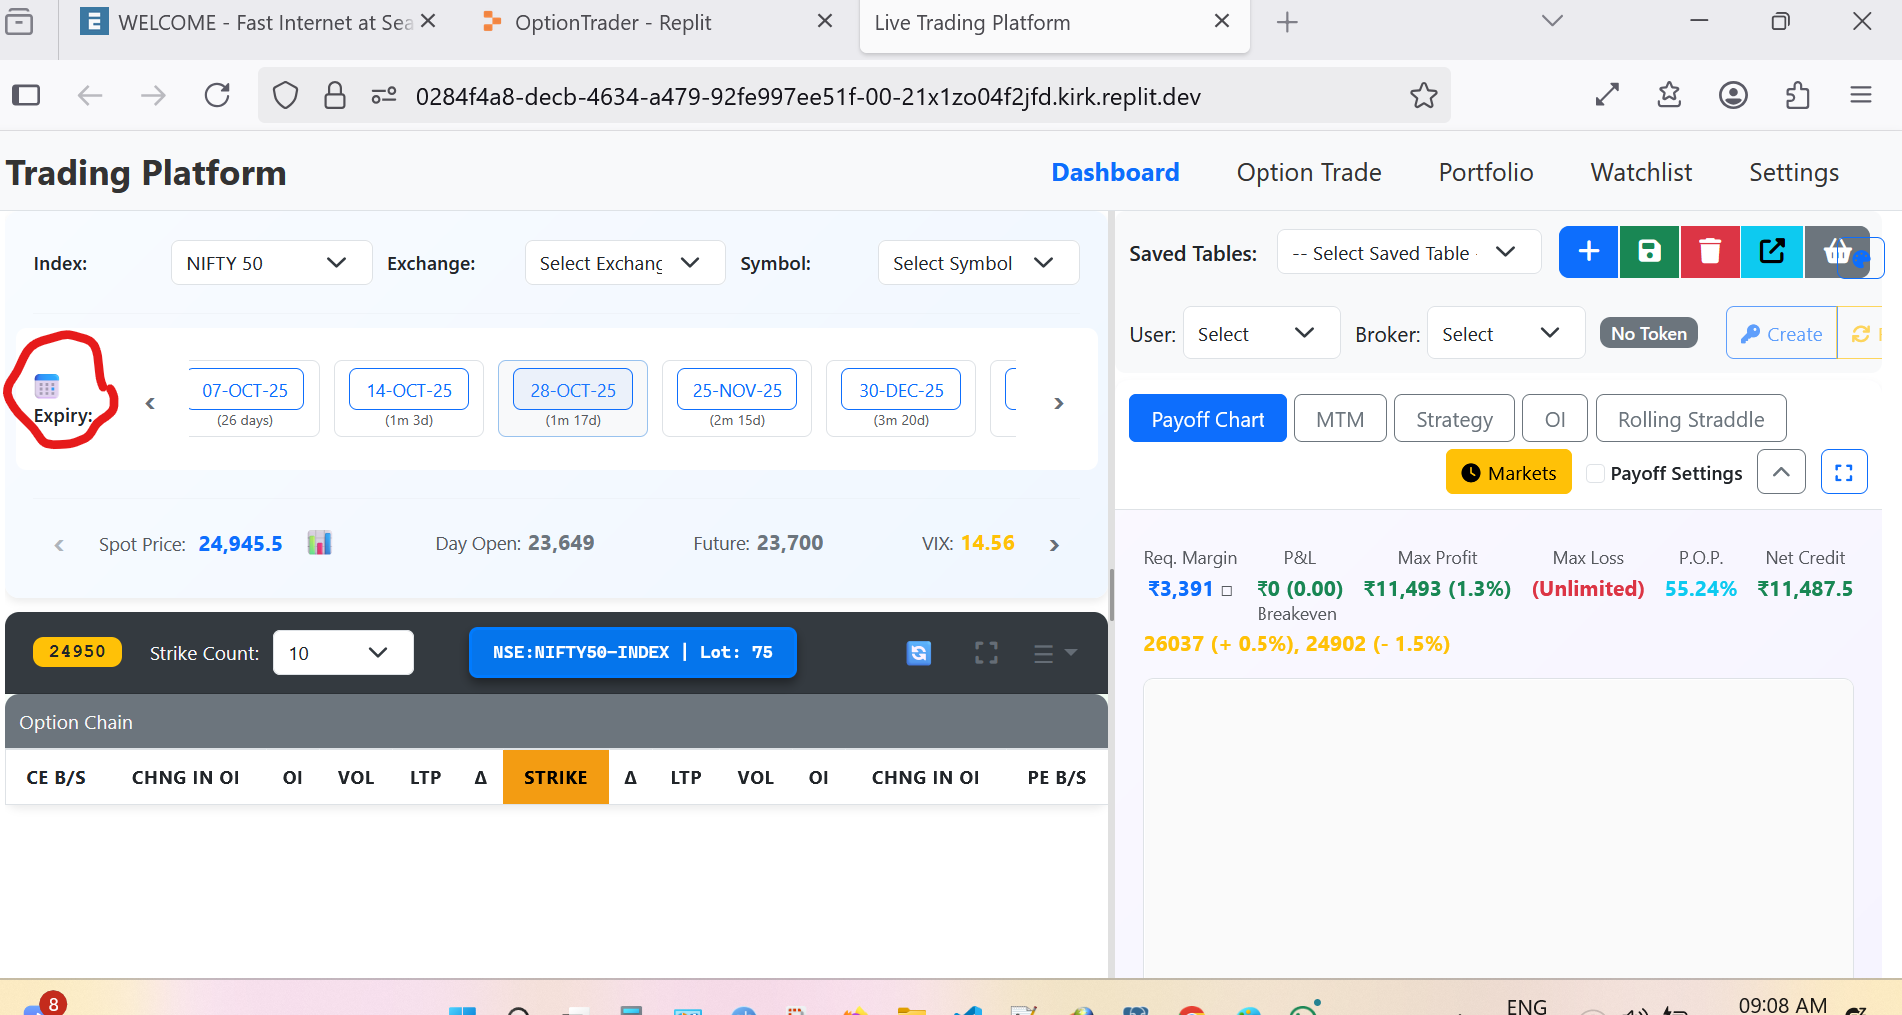 WELCOME - Fast Internet at Sea
OptionTrader - Replit
Live Trading Platform
0284f4a8-decb-4634-a479-92fe997ee51f-00-21x1zo04f2jfd.kirk.replit.dev
Trading Platform
Dashboard
Option Trade
Portfolio
Watchlist
Settings
Index:
NIFTY 50
Exchange:
Select Exchang
Symbol:
Select Symbol
Expiry:
07-OCT-25
(26 days)
14-OCT-25
(1m 3d)
28-OCT-25
(1m 17d)
25-NOV-25
(2m 15d)
30-DEC-25
(3m 20d)
Spot Price: 24,945.5
Day Open: 23,649
Future: 23,700
VIX: 14.56
24950
Strike Count:
10
NSE:NIFTY50-INDEX | Lot: 75
Option Chain
CE B/S CHNG IN OI OI VOL LTP Δ STRIKE Δ LTP VOL OI CHNG IN OI PE B/S
Saved Tables:
-- Select Saved Table -
User:
Select
Broker:
Select
No Token
Create
Payoff Chart
MTM
Strategy
OI
Rolling Straddle
Markets
Payoff Settings
Req. Margin
₹3,391
P&L
₹0 (0.00)
Max Profit
₹11,493 (1.3%)
Max Loss
(Unlimited)
P.O.P.
55.24%
Net Credit
₹11,487.5
Breakeven
26037 (+ 0.5%), 24902 (- 1.5%)
8
ENG
09:08 AM